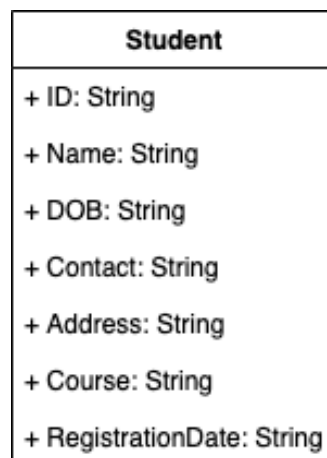 Student
+ ID: String
+ Name: String
+ DOB: String
+ Contact: String
+ Address: String
+ Course: String
+ RegistrationDate: String